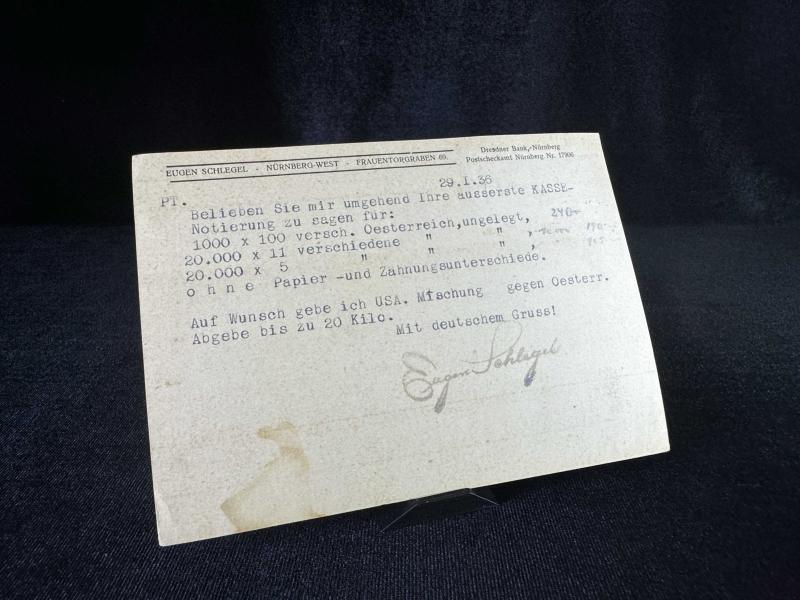 EUGEN SCHLEGEL - NÜRNBERG-WEST - FRAUENTORGRABEN 69.
Dresdner Bank, Nürnberg
Postscheckamt Nürnberg Nr. 17906
29.I.36
PT.
Belieben Sie mir umgehend Ihre äusserste KASSE-
Notierung zu sagen für:
1000 x 100 versch. Oesterreich,ungelegt, 240-
20.000 x 11 verschiedene " " ,
20.000 x 5 " " " ,
o h n e Papier -und Zähnungsunterschiede.
Auf Wunsch gebe ich USA. Mischung gegen Oesterr.
Abgebe bis zu 20 Kilo.
Mit deutschem Gruss!
Eugen Schlegel